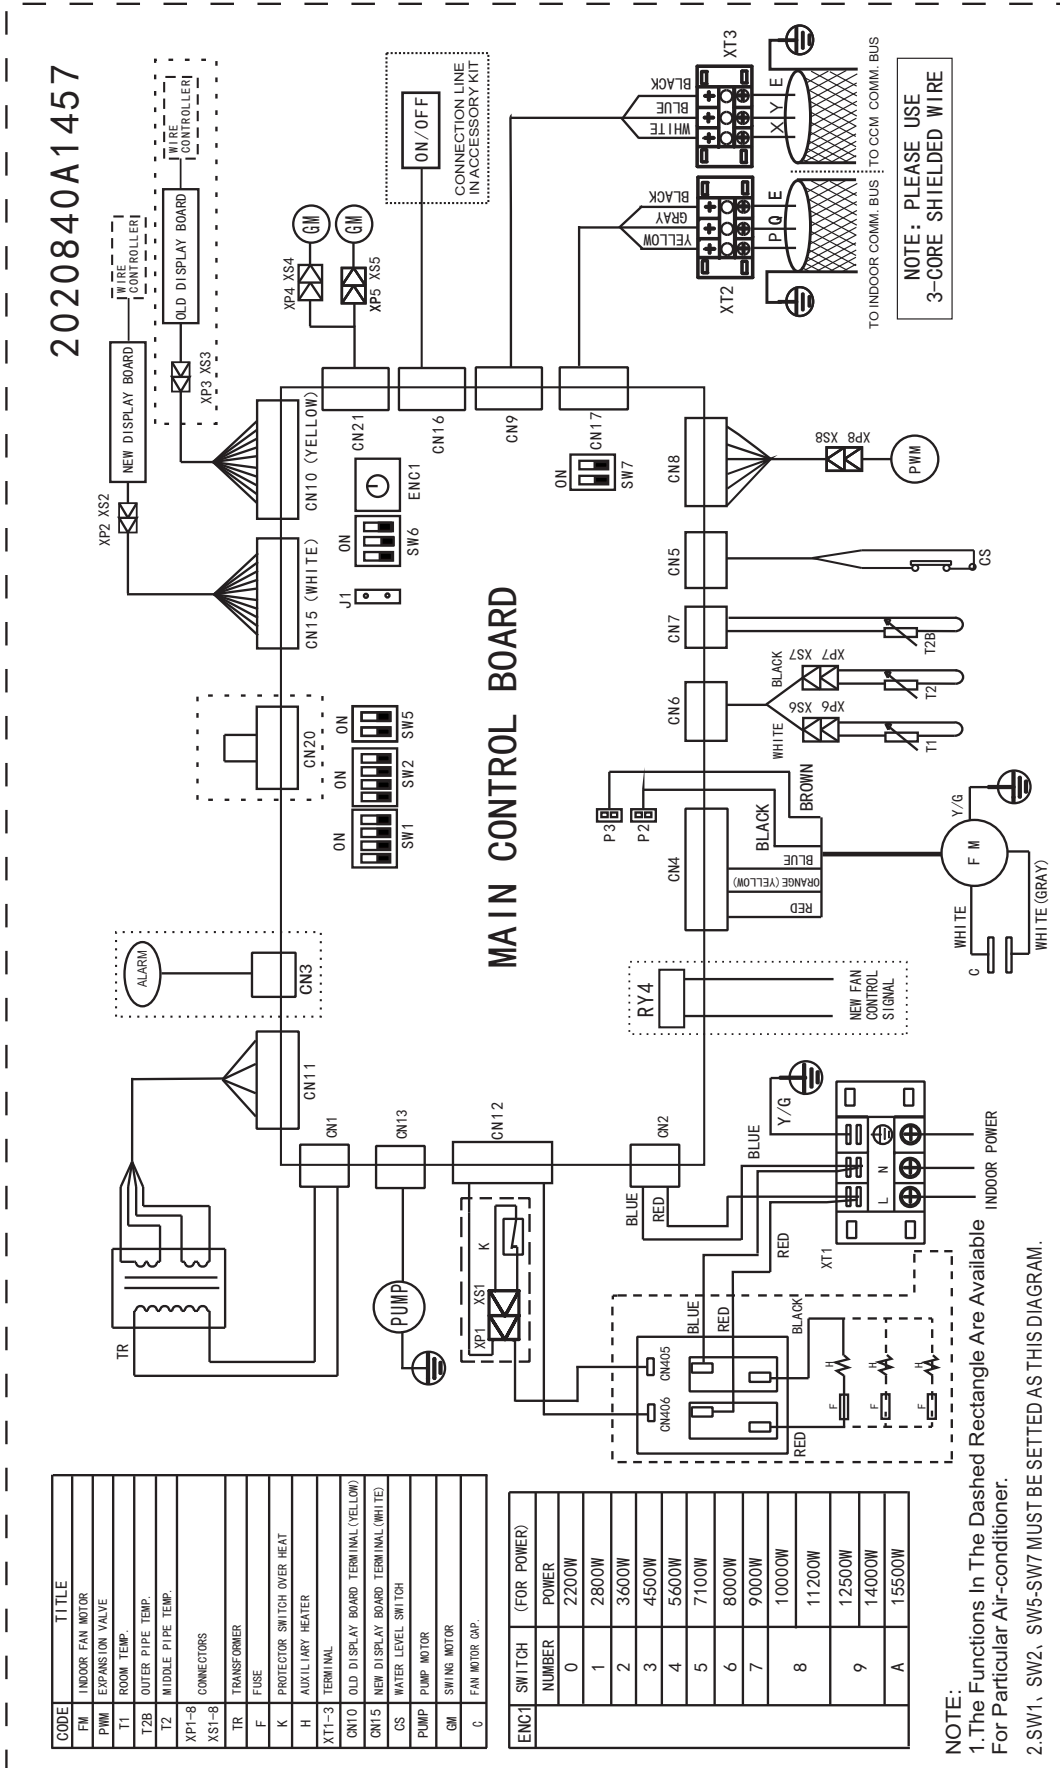 2020840A1457
NEW DISPLAY BOARD
WIRE
CONTROLLER
XP2 XS2
OLD DISPLAY BOARD
WIRE
CONTROLLER
XP3 XS3
TR
CN11
ALARM
CN3
CN20
CN15 (WHITE)
CN10 (YELLOW)
XP4 XS4
GM
XP5 XS5
GM
ON/OFF
CONNECTION LINE
IN ACCESSORY KIT
CN1
CN13
CN12
CN2
PUMP
XP1 XS1
K
ON
SW1
ON
SW2
ON
SW5
J1
ON
SW6
ENC1
CN21
CN16
CN9
CN17
ON
SW7
MAIN CONTROL BOARD
BLACK
BLUE
WHITE
XT3
X Y E
TO CCM COMM. BUS
BLACK
GRAY
YELLOW
XT2
P Q E
TO INDOOR COMM. BUS
NOTE: PLEASE USE
3-CORE SHIELDED WIRE
RY4
NEW FAN
CONTROL
SIGNAL
CN4
P3
P2
BLACK
BROWN
BLUE
ORANGE(YELLOW)
RED
FM
Y/G
WHITE
WHITE(GRAY)
C
CN6
WHITE
BLACK
XS6 XP6
XS7 XP7
T1
T2
CN7
T2B
CN5
CS
CN8
XS8 XP8
PWM
BLUE
RED
BLUE
RED
Y/G
XT1
L N
INDOOR POWER
CN406
CN405
BLUE
RED
BLACK
RED
F H
F H
F H
CODE TITLE
FM INDOOR FAN MOTOR
PWM EXPANSION VALVE
T1 ROOM TEMP.
T2B OUTER PIPE TEMP.
T2 MIDDLE PIPE TEMP.
XP1-8
XS1-8
CONNECTORS
TR TRANSFORMER
F FUSE
K PROTECTOR SWITCH OVER HEAT
H AUXILIARY HEATER
XT1-3 TERMINAL
CN10 OLD DISPLAY BOARD TERMINAL(YELLOW)
CN15 NEW DISPLAY BOARD TERMINAL(WHITE)
CS WATER LEVEL SWITCH
PUMP PUMP MOTOR
GM SWING MOTOR
C FAN MOTOR CAP.
ENC1 SWITCH (FOR POWER)
NUMBER POWER
0 2200W
1 2800W
2 3600W
3 4500W
4 5600W
5 7100W
6 8000W
7 9000W
8 10000W
11200W
9 12500W
14000W
A 15500W
NOTE:
1.The Functions In The Dashed Rectangle Are Available
For Particular Air-conditioner.
2.SW1、SW2、SW5-SW7 MUST BE SETTED AS THIS DIAGRAM.